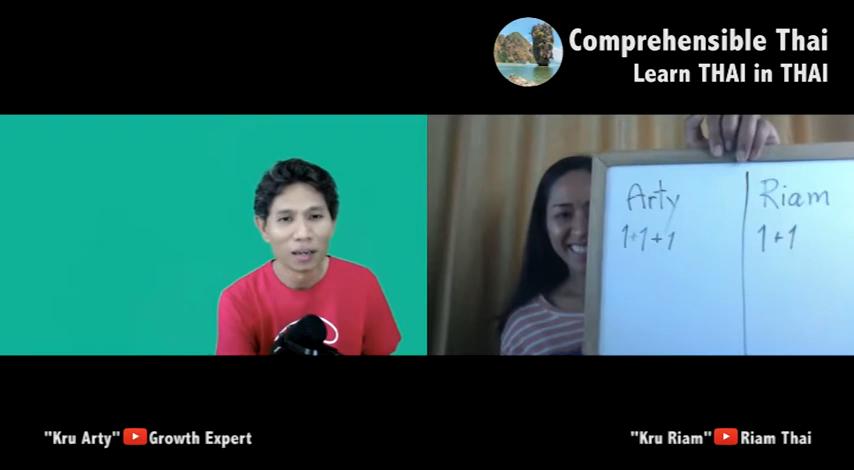 Comprehensible Thai
Learn THAI in THAI
Arty
Riam
1+1+1
1+1
"Kru Arty" Growth Expert
"Kru Riam" Riam Thai